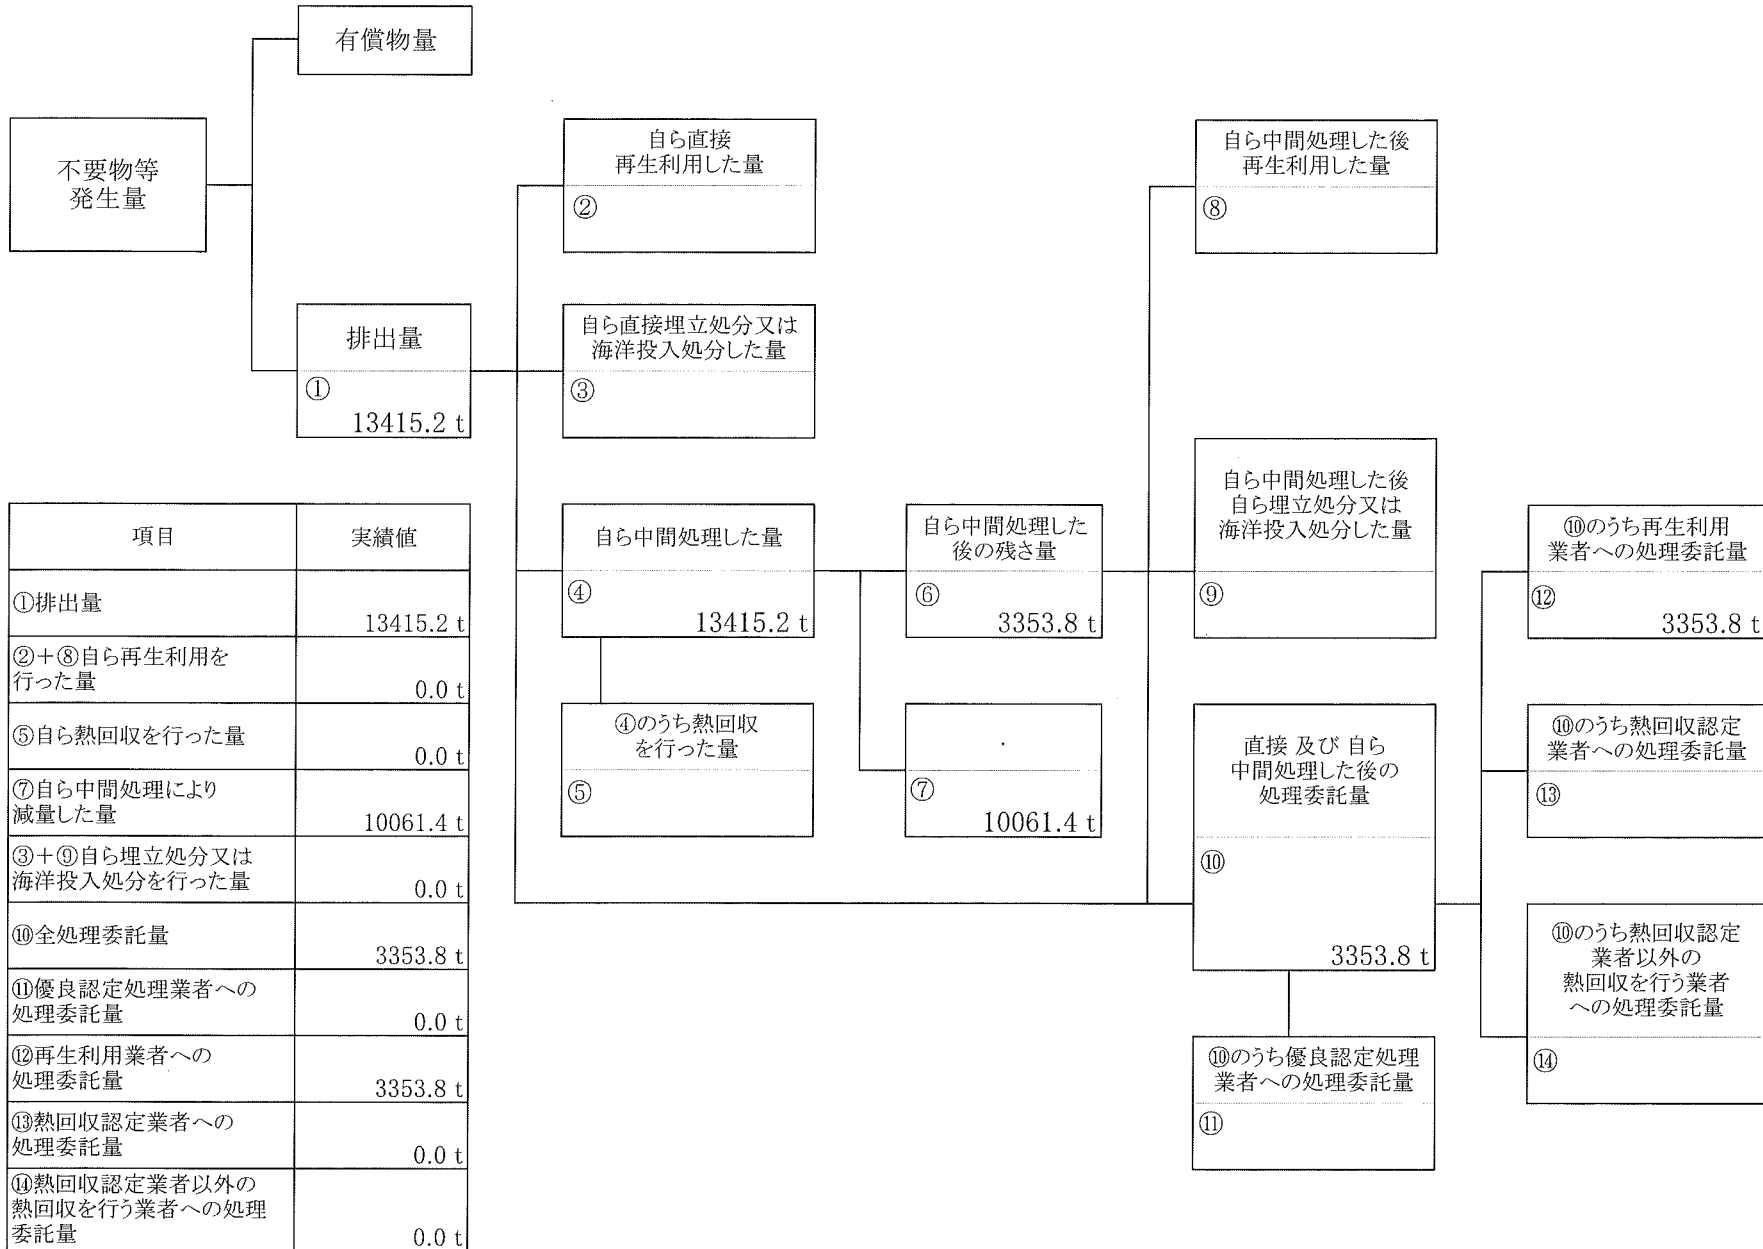 有償物量
不要物等
発生量
排出量
①
13415.2 t
自ら直接
再生利用した量
②
自ら直接埋立処分又は
海洋投入処分した量
③
自ら中間処理した量
④
13415.2 t
④のうち熱回収
を行った量
⑤
自ら中間処理した
後の残さ量
⑥
3353.8 t
⑦
10061.4 t
自ら中間処理した後
再生利用した量
⑧
自ら中間処理した後
自ら埋立処分又は
海洋投入処分した量
⑨
直接 及び 自ら
中間処理した後の
処理委託量
⑩
3353.8 t
⑩のうち優良認定処理
業者への処理委託量
⑪
⑩のうち再生利用
業者への処理委託量
⑫
3353.8 t
⑩のうち熱回収認定
業者への処理委託量
⑬
⑩のうち熱回収認定
業者以外の
熱回収を行う業者
への処理委託量
⑭
項目 実績値
①排出量
13415.2 t
②+⑧自ら再生利用を
行った量
0.0 t
⑤自ら熱回収を行った量
0.0 t
⑦自ら中間処理により
減量した量
10061.4 t
③+⑨自ら埋立処分又は
海洋投入処分を行った量
0.0 t
⑩全処理委託量
3353.8 t
⑪優良認定処理業者への
処理委託量
0.0 t
⑫再生利用業者への
処理委託量
3353.8 t
⑬熱回収認定業者への
処理委託量
0.0 t
⑭熱回収認定業者以外の
熱回収を行う業者への処理
委託量
0.0 t